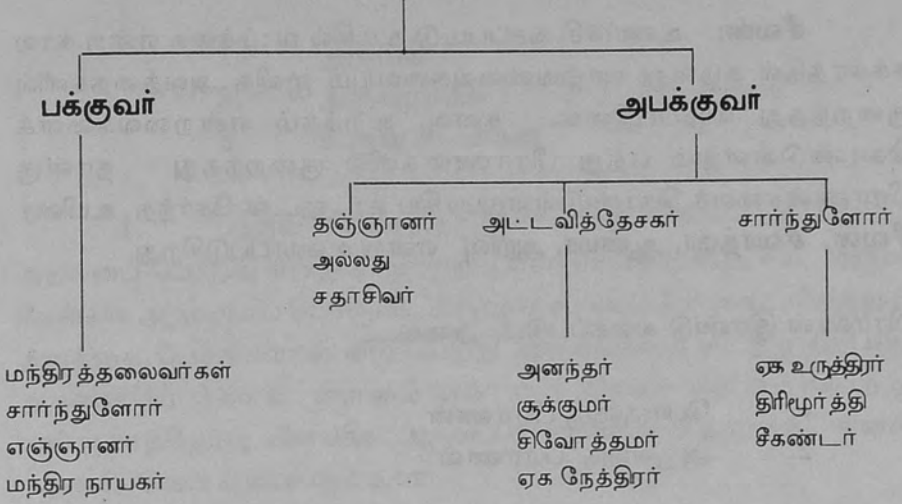 பக்குவர்
அபக்குவர்
தஞ்ஞானர்
அல்லது
சதாசிவர்
அட்டவித்தேசகர்
சார்ந்துளோர்
மந்திரத்தலைவர்கள்
சார்ந்துளோர்
எஞ்ஞானர்
மந்திர நாயகர்
அனந்தர்
சூக்குமர்
சிவோத்தமர்
ஏக நேத்திரர்
ஏக உருத்திரர்
திரிமூர்த்தி
சீகண்டர்